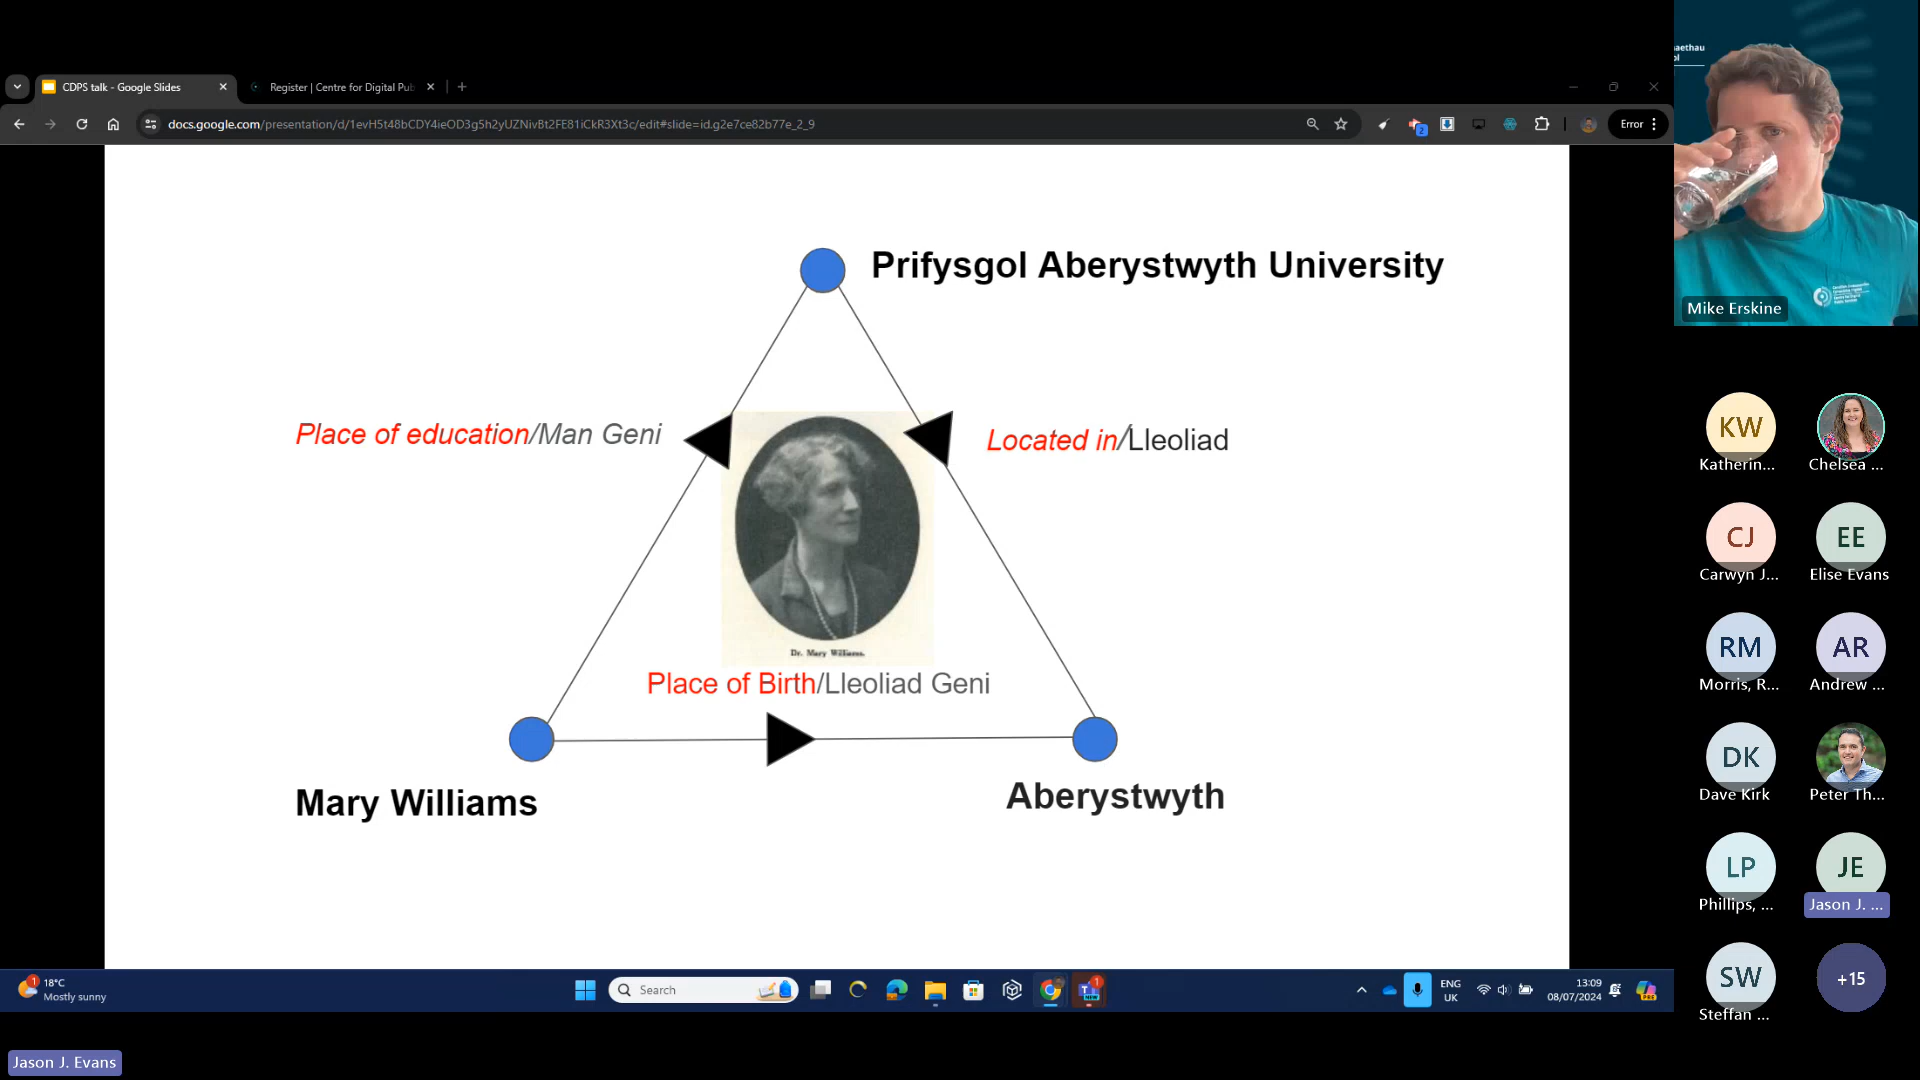 CDPS talk - Google Slides
Register | Centre for Digital Pub
docs.google.com/presentation/d/1evH5t48bCDY4ieOD3g5h2yUZNivBt2FE81iCkR3Xt3c/edit#slide=id.g2e7ce82b77e_2_9
2
Error
Prifysgol Aberystwyth University
Place of education/Man Geni
Located in/Lleoliad
Dr. Mary Williams.
Place of Birth/Lleoliad Geni
Mary Williams
Aberystwyth
Mike Erskine
KW
Katherin...
Chelsea ...
CJ
Carwyn J...
EE
Elise Evans
RM
Morris, R...
AR
Andrew ...
DK
Dave Kirk
Peter Th...
LP
Phillips, ...
JE
Jason J. ...
SW
Steffan ...
+15
1
18°C
Mostly sunny
Search
1
ENG
UK
13:09
08/07/2024
Jason J. Evans